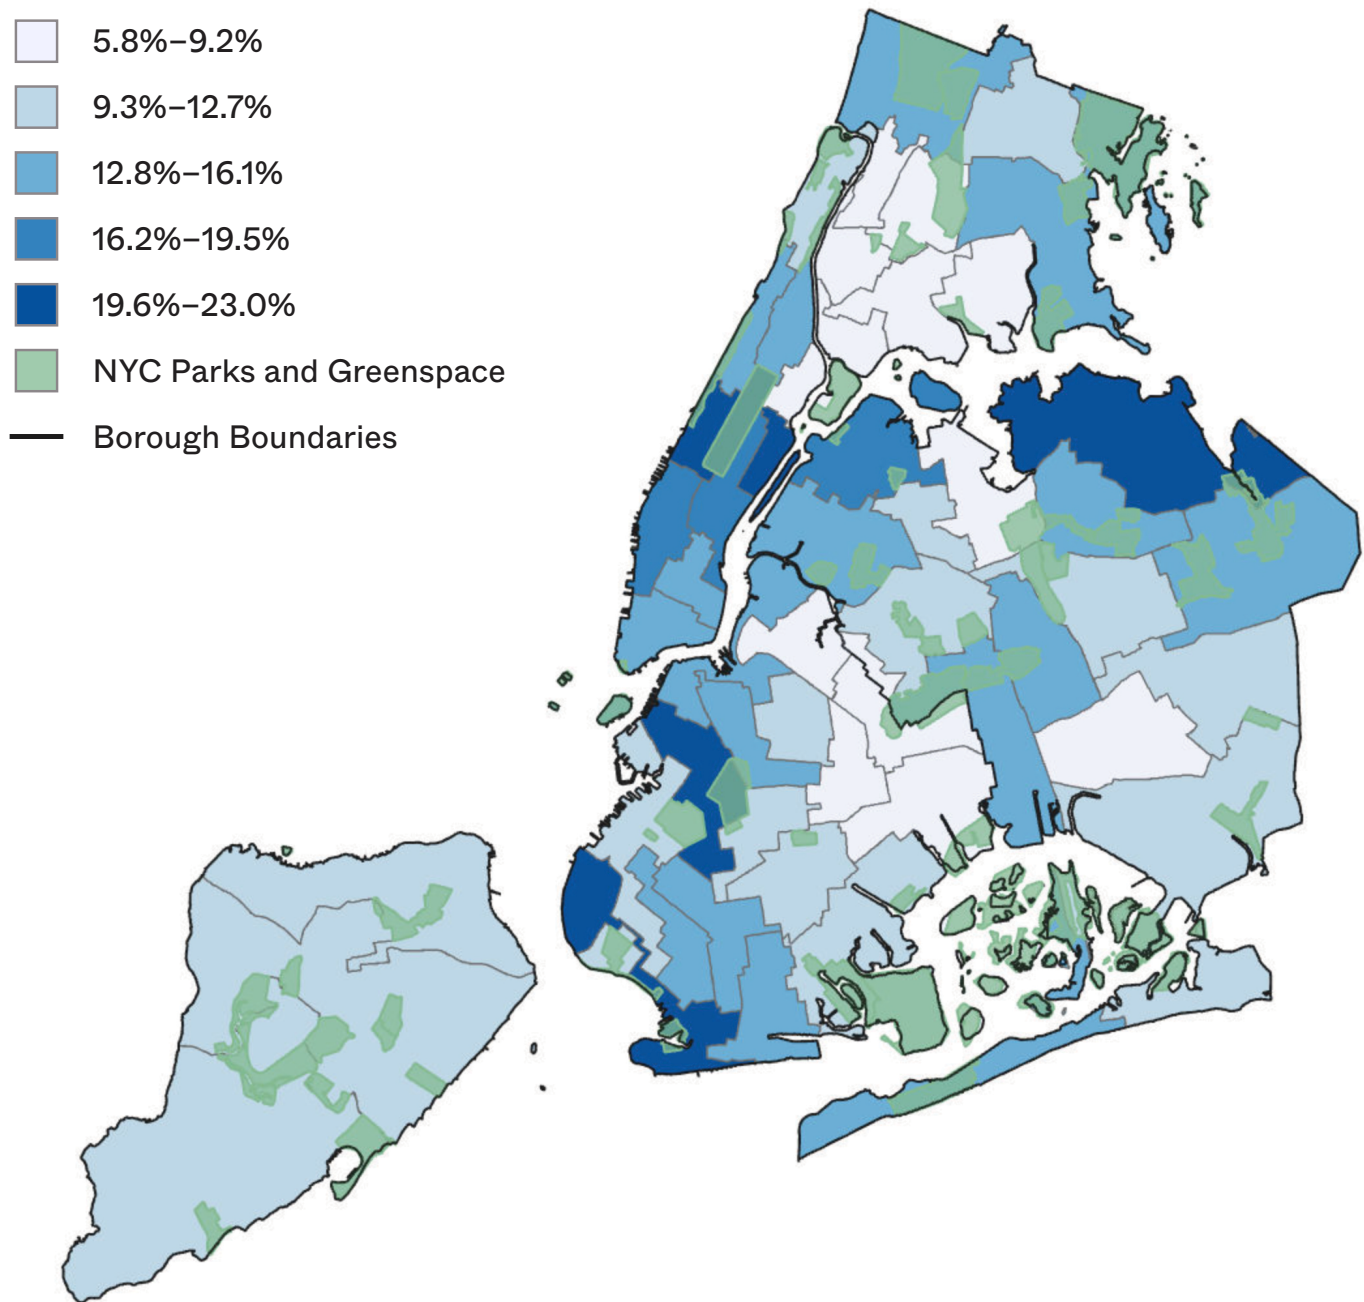 5.8%–9.2%
9.3%–12.7%
12.8%–16.1%
16.2%–19.5%
19.6%–23.0%
NYC Parks and Greenspace
Borough Boundaries